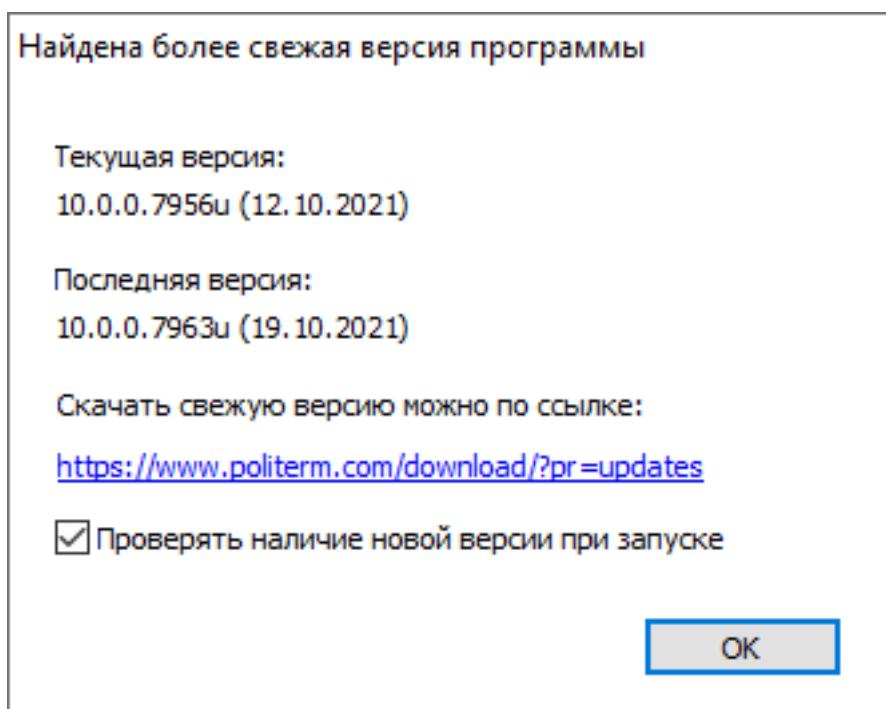 Найдена более свежая версия программы
Текущая версия:
10.0.0.7956u (12.10.2021)
Последняя версия:
10.0.0.7963u (19.10.2021)
Скачать свежую версию можно по ссылке:
https://www.politerm.com/download/?pr=updates
Проверять наличие новой версии при запуске
OK